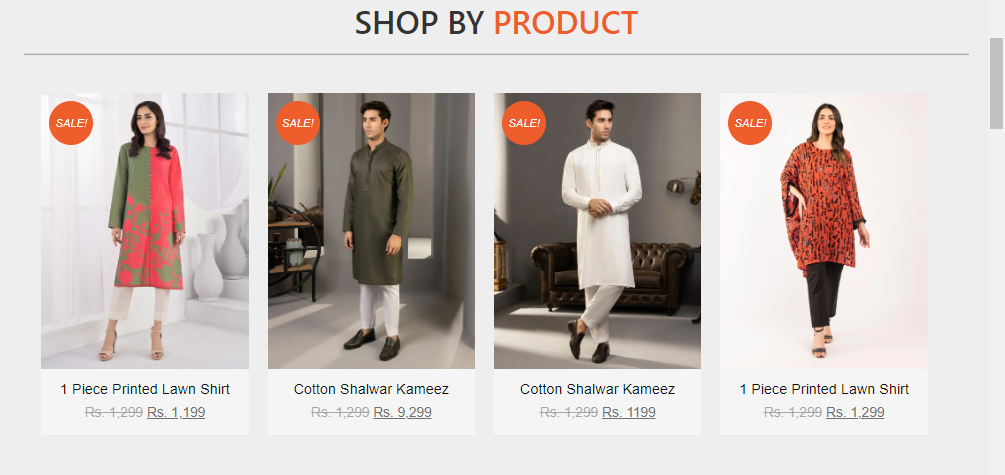 SHOP BY PRODUCT
SALE! SALE! SALE! SALE!
1 Piece Printed Lawn Shirt Cotton Shalwar Kameez Cotton Shalwar Kameez 1 Piece Printed Lawn Shirt
Rs. 1,299 Rs. 1,199 Rs. 1,299 Rs. 9,299 Rs. 1,299 Rs. 1199 Rs. 1,299 Rs. 1,299